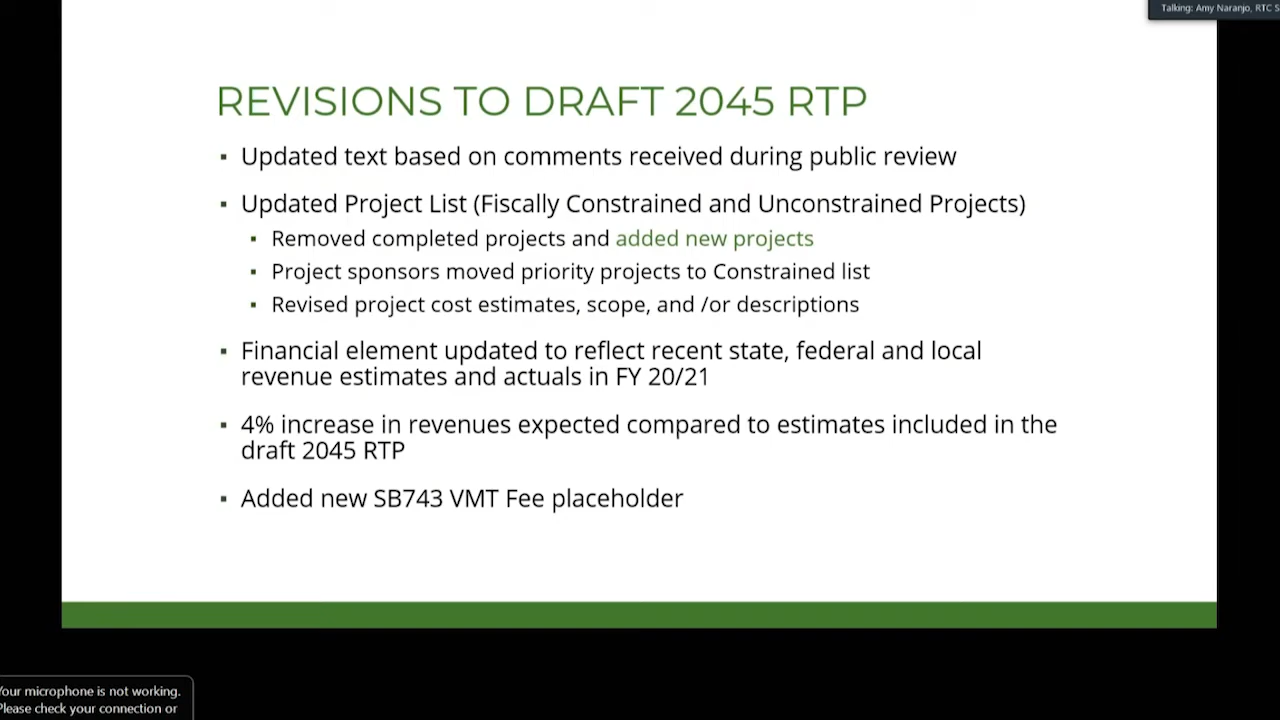 Talking: Amy Naranjo, RTC S
REVISIONS TO DRAFT 2045 RTP
▪ Updated text based on comments received during public review
▪ Updated Project List (Fiscally Constrained and Unconstrained Projects)
▪ Removed completed projects and added new projects
▪ Project sponsors moved priority projects to Constrained list
▪ Revised project cost estimates, scope, and /or descriptions
▪ Financial element updated to reflect recent state, federal and local
revenue estimates and actuals in FY 20/21
▪ 4% increase in revenues expected compared to estimates included in the
draft 2045 RTP
▪ Added new SB743 VMT Fee placeholder
Your microphone is not working.
Please check your connection or